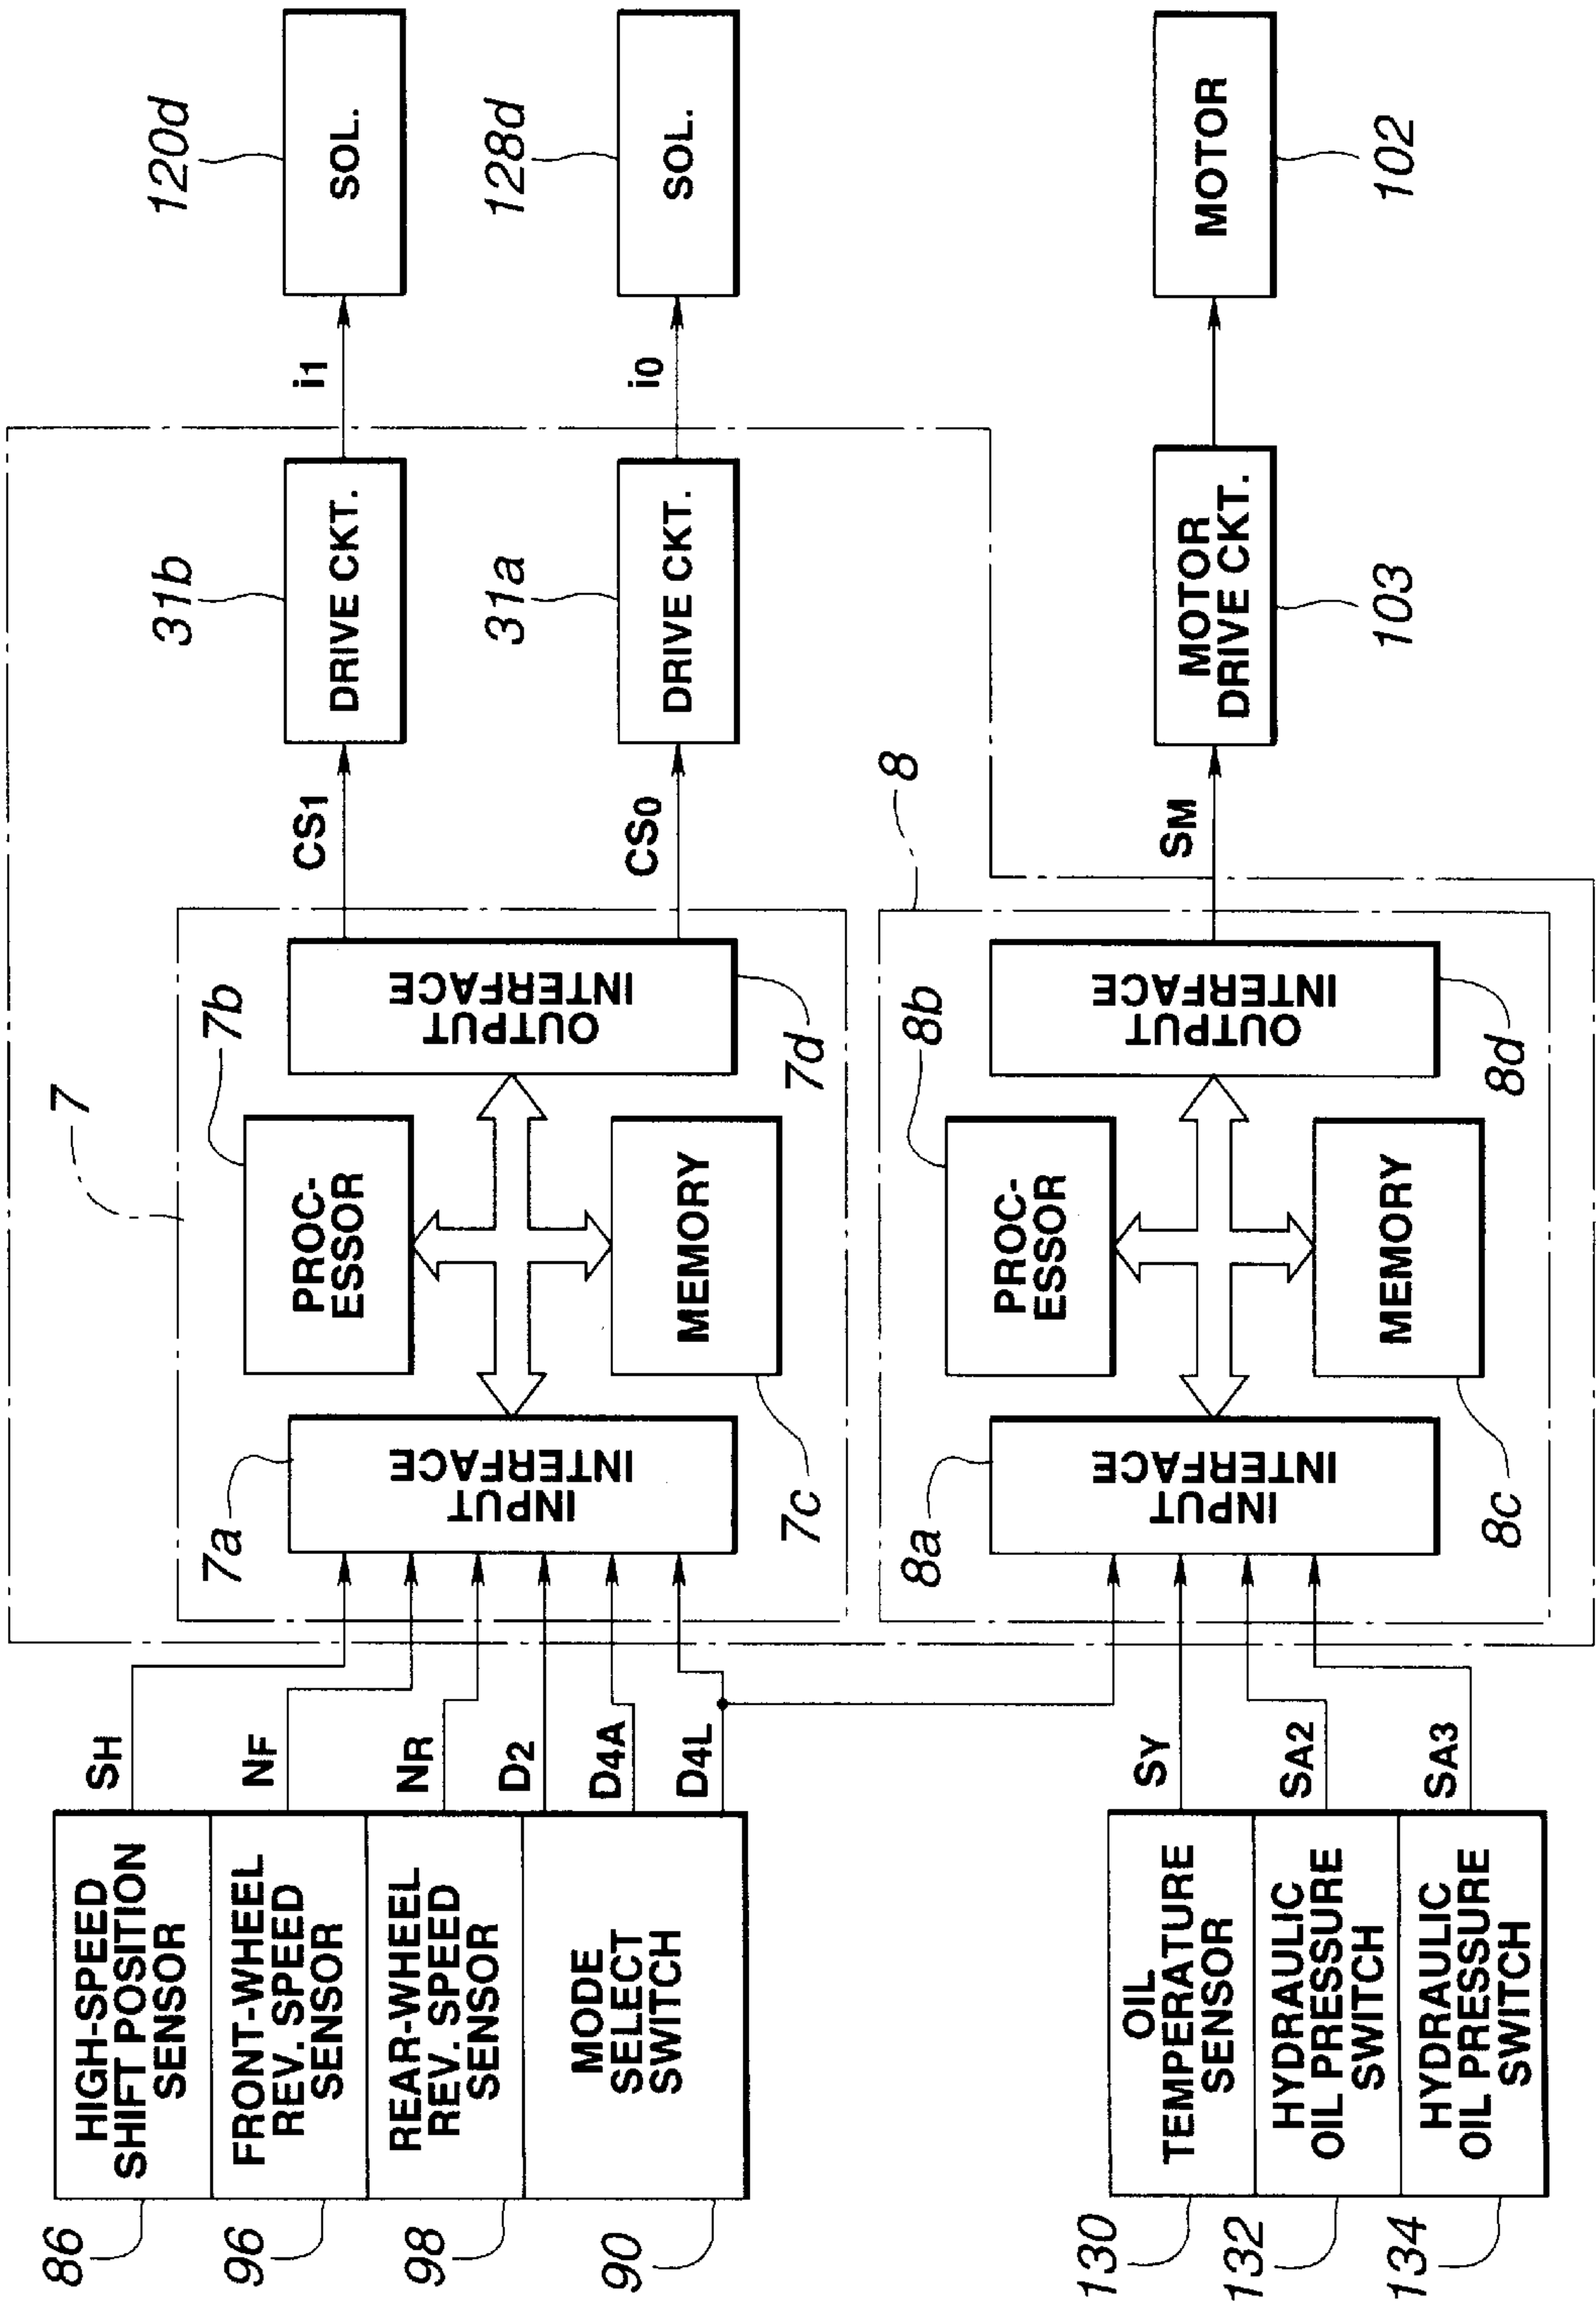 86
HIGH-SPEED
SHIFT POSITION
SENSOR
96
FRONT-WHEEL
REV. SPEED
SENSOR
98
REAR-WHEEL
REV. SPEED
SENSOR
90
MODE
SELECT
SWITCH
SH
NF
NR
D2
D4A
D4L
7
7a
INPUT
INTERFACE
7b
PROC-
ESSOR
7c
MEMORY
7d
OUTPUT
INTERFACE
CS1
CS0
31b
DRIVE CKT.
31a
DRIVE CKT.
i1
i0
120d
SOL.
128d
SOL.
130
OIL
TEMPERATURE
SENSOR
132
HYDRAULIC
OIL PRESSURE
SWITCH
134
HYDRAULIC
OIL PRESSURE
SWITCH
SY
SA2
SA3
8
8a
INPUT
INTERFACE
8b
PROC-
ESSOR
8c
MEMORY
8d
OUTPUT
INTERFACE
SM
MOTOR
DRIVE CKT.
103
MOTOR
102